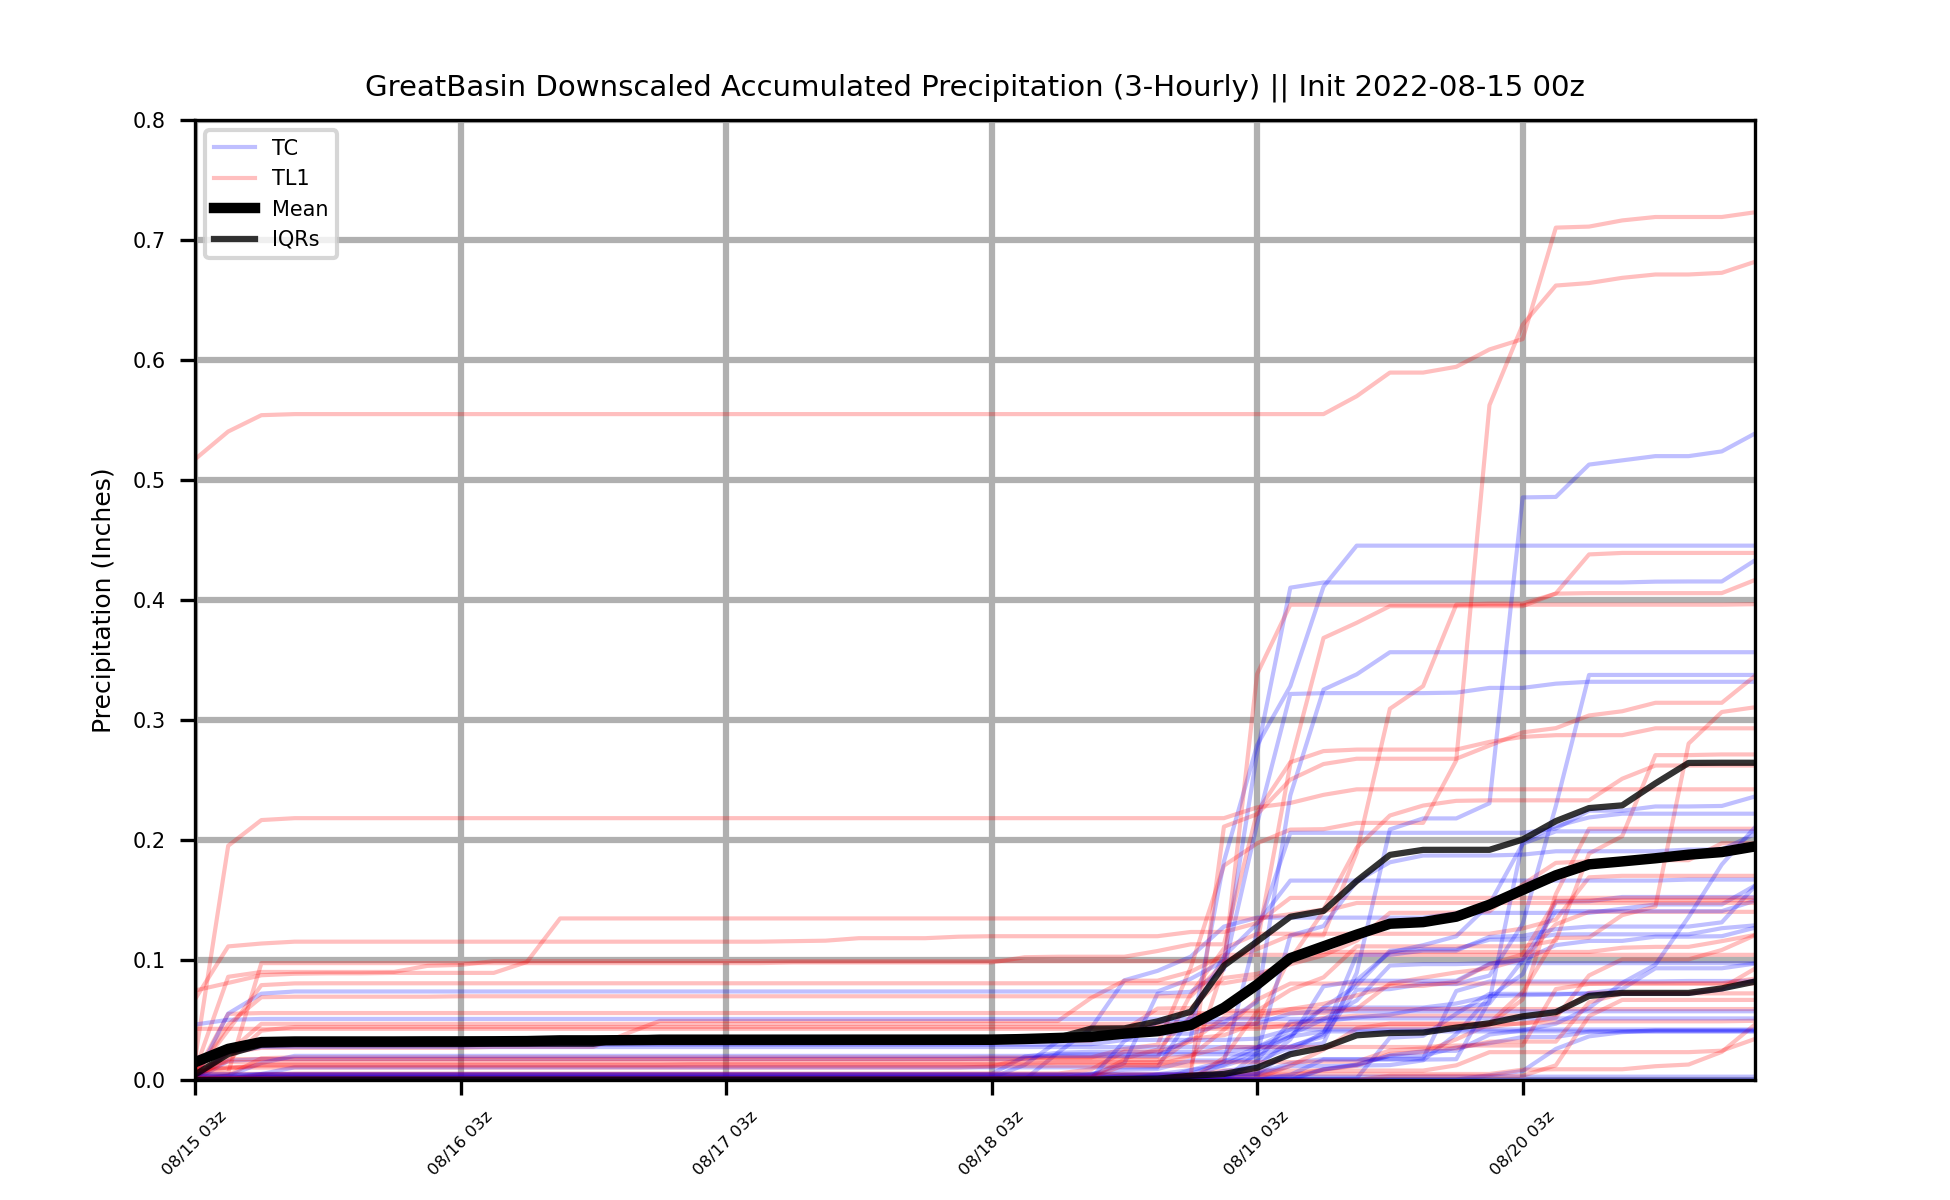 GreatBasin Downscaled Accumulated Precipitation (3-Hourly) || Init 2022-08-15 00z
Precipitation (Inches)
0.8
0.7
0.6
0.5
0.4
0.3
0.2
0.1
0.0
TC
TL1
Mean
IQRs
08/15 03z
08/16 03z
08/17 03z
08/18 03z
08/19 03z
08/20 03z